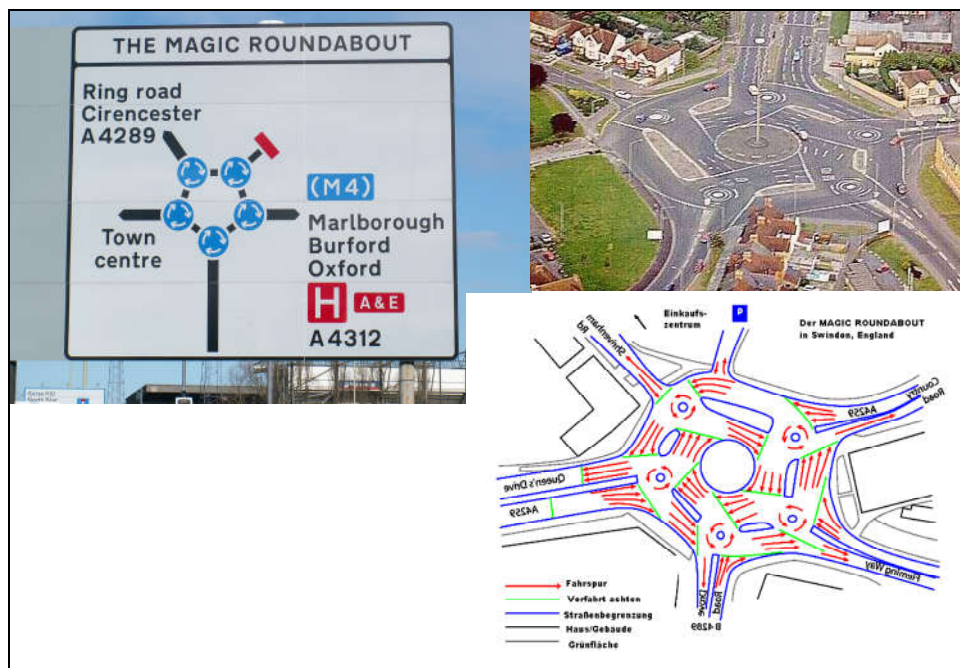 THE MAGIC ROUNDABOUT
Ring road
Cirencester
A4289
(M4)
Town
centre
Marlborough
Burford
Oxford
H A&E
A4312
Einkaufs-
zentrum
P
Der MAGIC ROUNDABOUT
in Swindon, England
Shrivenham
Rd
Country
Road
A4259
Queen's Drive
A4259
Fleming Way
Drove
Road
B 4289
Fahrspur
Vorfahrt achten
Straßenbegrenzung
Haus/Gebäude
Grünfläche